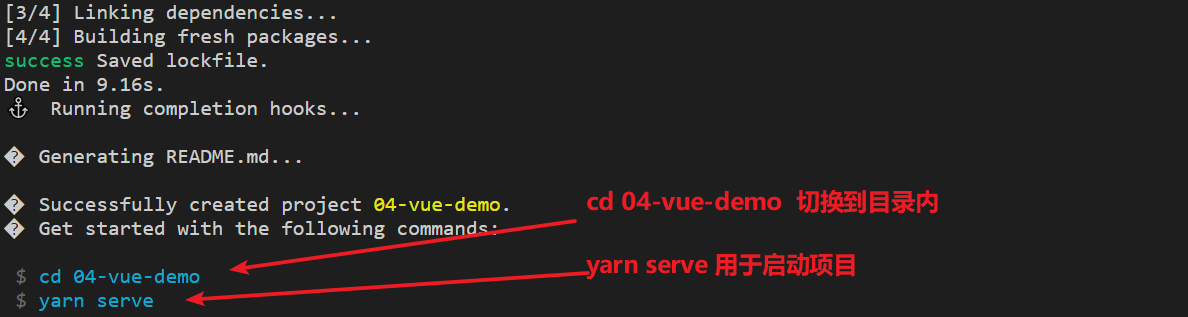 [3/4] Linking dependencies...
[4/4] Building fresh packages...
success Saved lockfile.
Done in 9.16s.
⚓ Running completion hooks...
� Generating README.md...
� Successfully created project 04-vue-demo.
cd 04-vue-demo 切换到目录内
� Get started with the following commands:
yarn serve 用于启动项目
$ cd 04-vue-demo
$ yarn serve